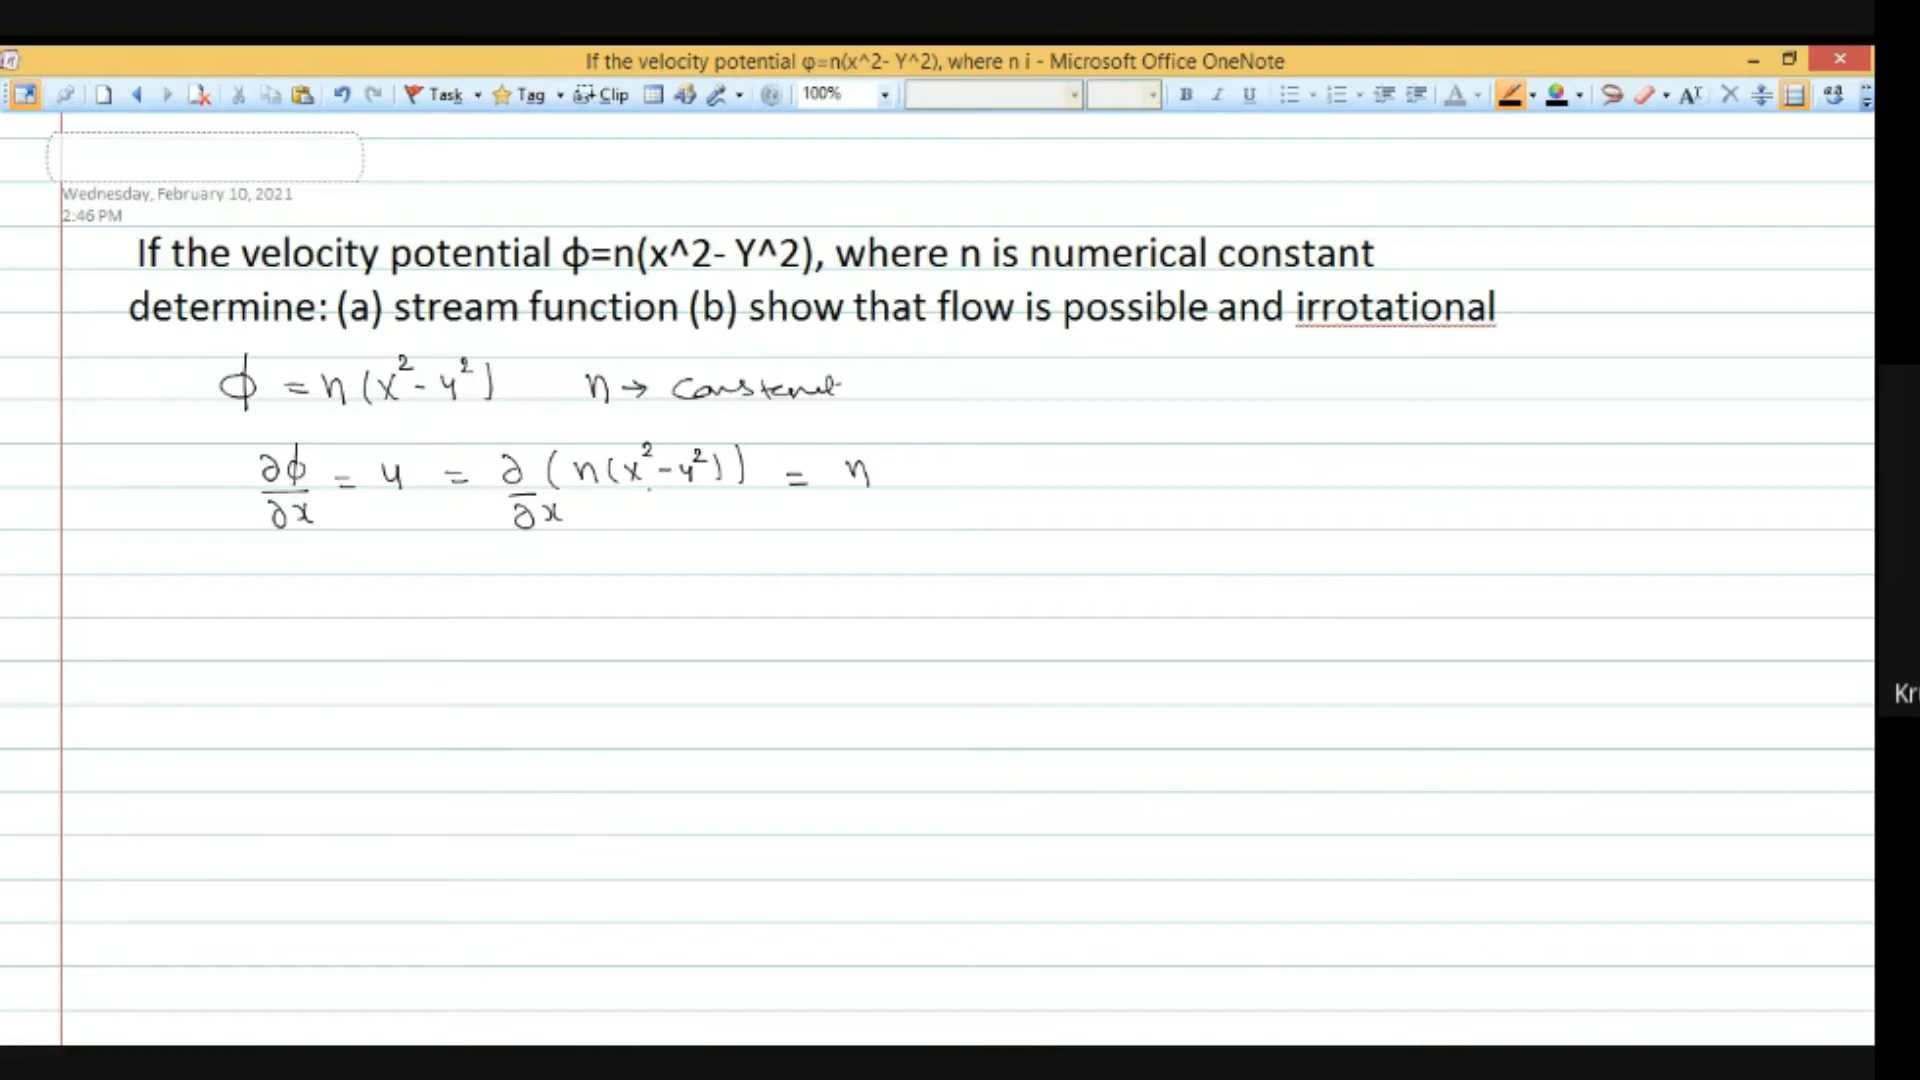 If the velocity potential φ=n(x^2- Y^2), where n i - Microsoft Office OneNote
Task Tag Clip 100% B I U
Wednesday, February 10, 2021
2:46 PM
If the velocity potential ɸ=n(x^2- Y^2), where n is numerical constant
determine: (a) stream function (b) show that flow is possible and irrotational
ϕ = n(x² - y²) n → constant
∂ϕ/∂x = u = ∂/∂x (n(x² - y²)) = n
Kr